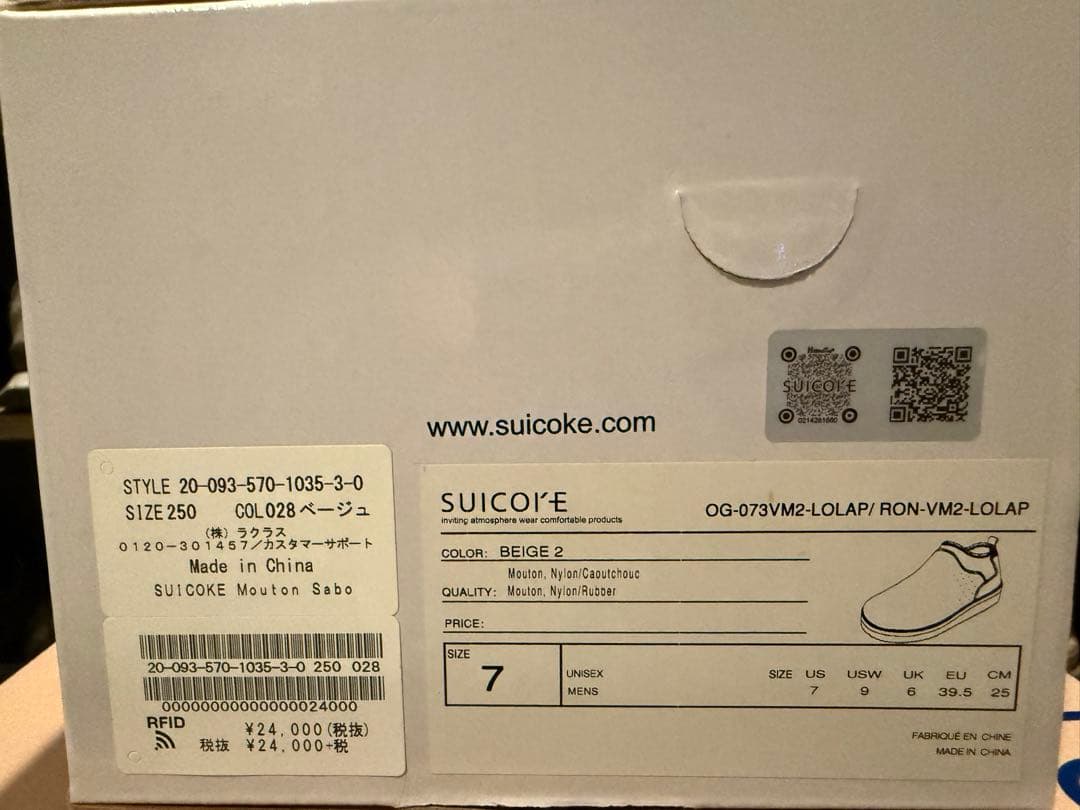 SUICOKE
0214281660
www.suicoke.com
STYLE 20-093-570-1035-3-0
SIZE 250 COL028 ベージュ
(株) ラクラス
0120-301457/カスタマーサポート
Made in China
SUICOKE Mouton Sabo
20-093-570-1035-3-0 250 028
00000000000000024000
RFID
¥24,000(税抜)
税抜 ¥24,000+税
SUICOKE
inviting atmosphere wear comfortable products
OG-073VM2-LOLAP/ RON-VM2-LOLAP
COLOR: BEIGE 2
Mouton, Nylon/Caoutchouc
QUALITY: Mouton, Nylon/Rubber
PRICE:
SIZE
7
UNISEX
MENS
SIZE US USW UK EU CM
7 9 6 39.5 25
FABRIQUÉ EN CHINE
MADE IN CHINA